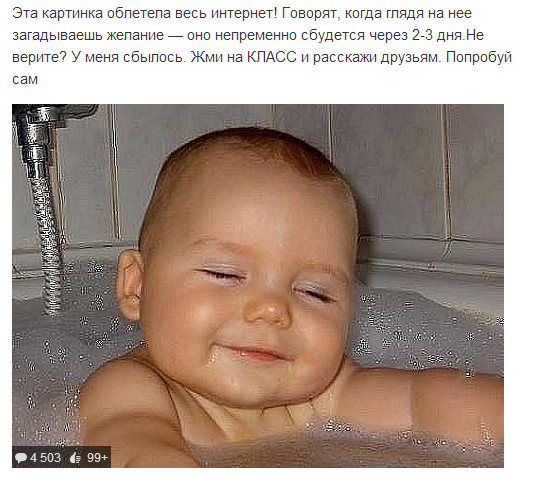 Эта картинка облетела весь интернет! Говорят, когда глядя на нее
загадываешь желание — оно непременно сбудется через 2-3 дня.Не
верите? У меня сбылось. Жми на КЛАСС и расскажи друзьям. Попробуй
сам
4 503 99+